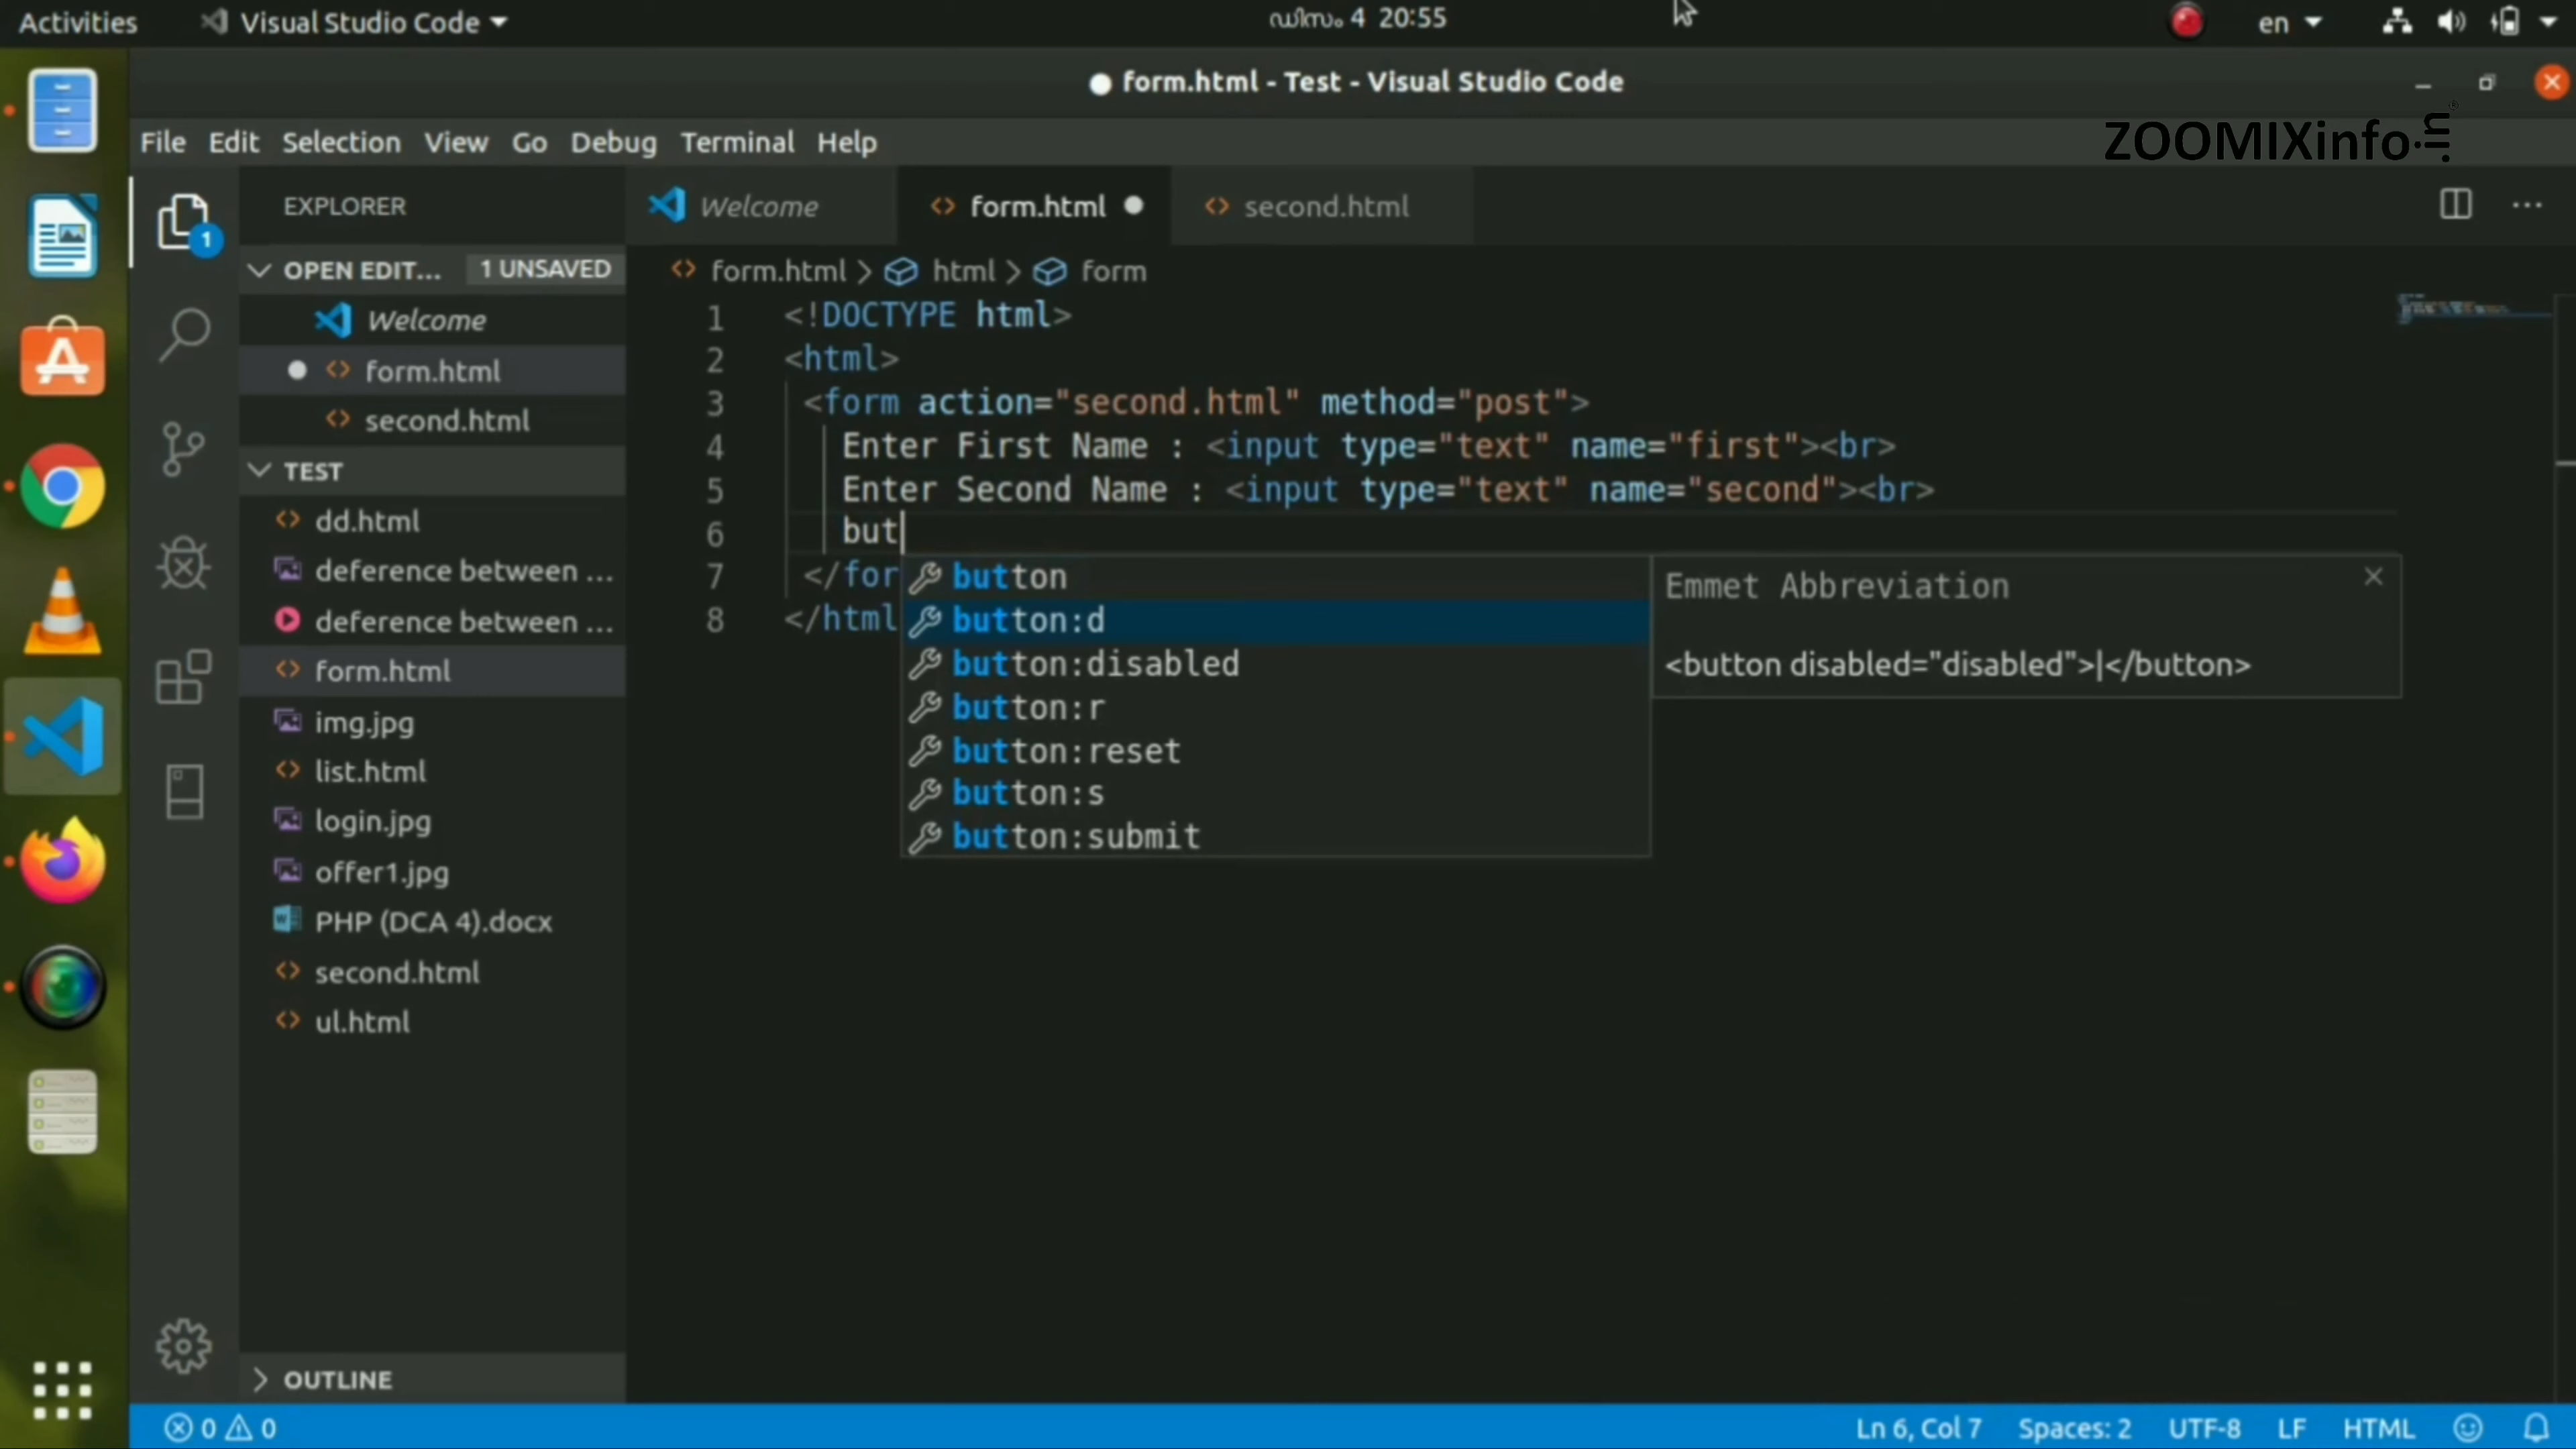 Activities
Visual Studio Code
ഡിസം 4 20:55
en
form.html - Test - Visual Studio Code
ZOOMIXinfo.in
File Edit Selection View Go Debug Terminal Help
EXPLORER
1
OPEN EDIT... 1 UNSAVED
Welcome
form.html
second.html
TEST
dd.html
deference between ...
deference between ...
form.html
img.jpg
list.html
login.jpg
offer1.jpg
PHP (DCA 4).docx
second.html
ul.html
OUTLINE
Welcome form.html second.html
form.html > html > form
1 <!DOCTYPE html>
2 <html>
3 <form action="second.html" method="post">
4 Enter First Name : <input type="text" name="first"><br>
5 Enter Second Name : <input type="text" name="second"><br>
6 but
7 </for
8 </html
button
button:d
button:disabled
button:r
button:reset
button:s
button:submit
Emmet Abbreviation
<button disabled="disabled">|</button>
0 0
Ln 6, Col 7 Spaces: 2 UTF-8 LF HTML